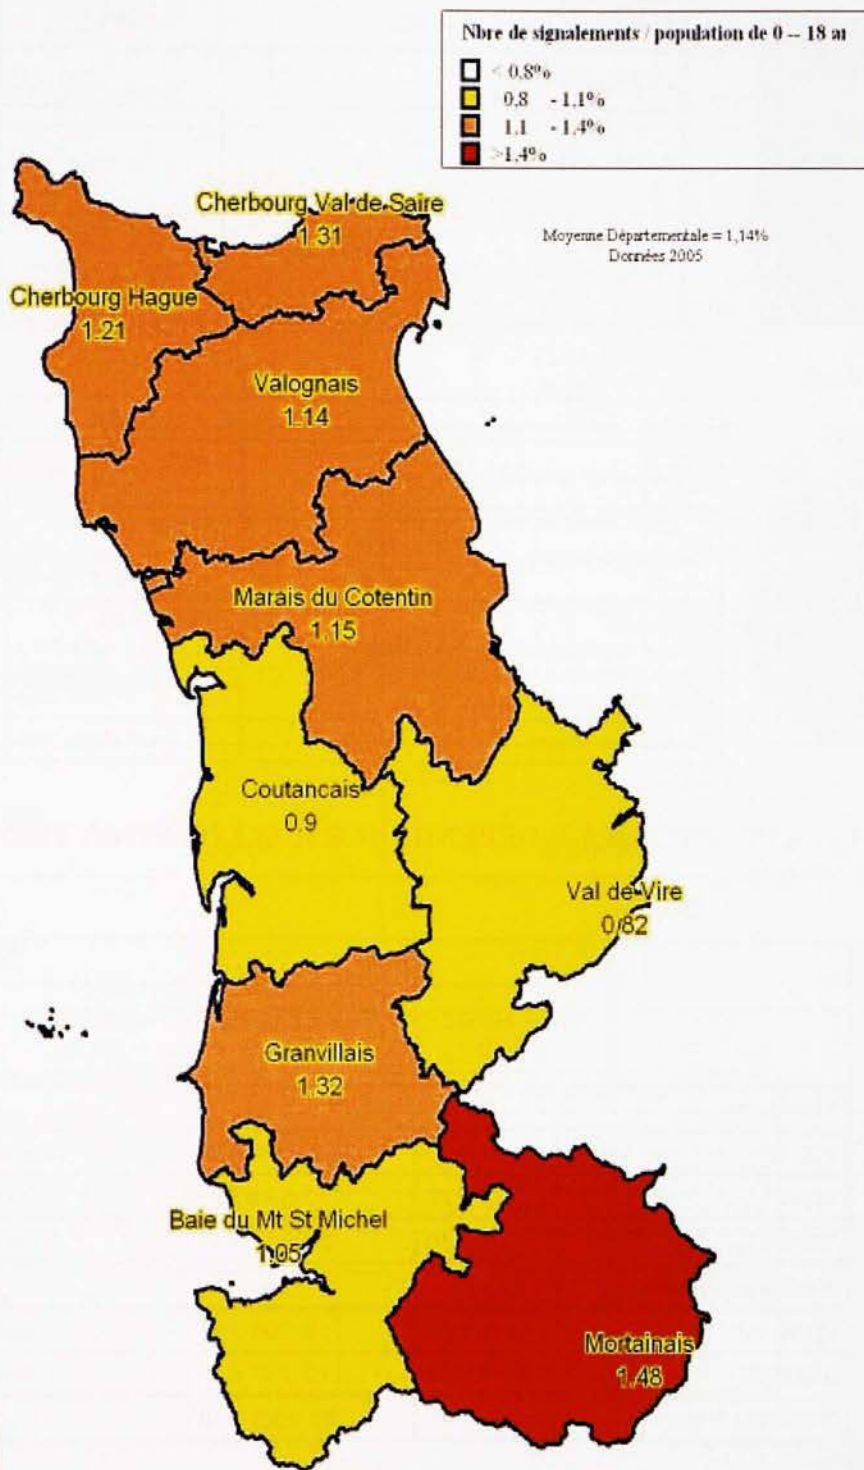 Nbre de signalements / population de 0 -- 18 a
< 0.8%
0,8 - 1,1%
1.1 - 1.4%
>1.4%
Moyenne Départementale = 1,14%
Données 2005
Cherbourg Val de Saire
1.31
Cherbourg Hague
1.21
Valognais
1.14
Marais du Cotentin
1.15
Coutancais
0.9
Val de Vire
0.82
Granvillais
1.32
Baie du Mt St Michel
1.05
Mortainais
1.48